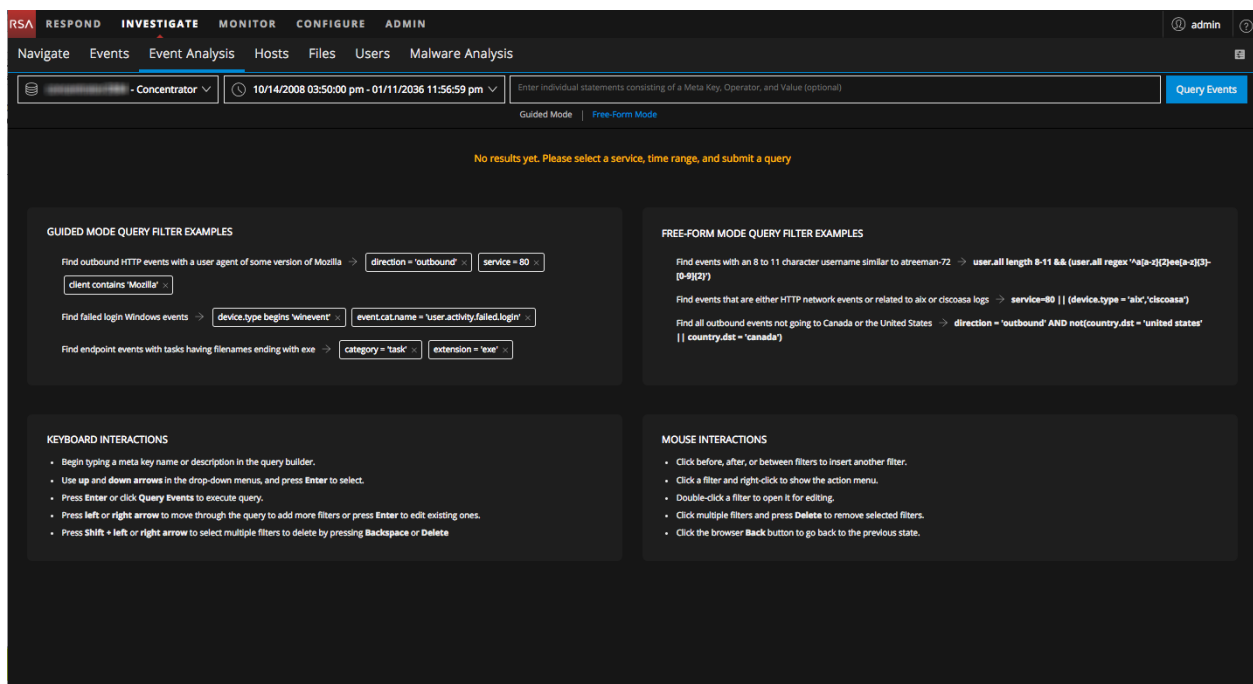 RSA RESPOND INVESTIGATE MONITOR CONFIGURE ADMIN admin
Navigate Events Event Analysis Hosts Files Users Malware Analysis
- Concentrator 10/14/2008 03:50:00 pm - 01/11/2036 11:56:59 pm Enter individual statements consisting of a Meta Key, Operator, and Value (optional) Query Events
Guided Mode | Free-Form Mode
No results yet. Please select a service, time range, and submit a query
GUIDED MODE QUERY FILTER EXAMPLES
Find outbound HTTP events with a user agent of some version of Mozilla → direction = 'outbound' × service = 80 ×
client contains 'Mozilla' ×
Find failed login Windows events → device.type begins 'winevent' × event.cat.name = 'user.activity.failed.login' ×
Find endpoint events with tasks having filenames ending with exe → category = 'task' × extension = 'exe' ×
FREE-FORM MODE QUERY FILTER EXAMPLES
Find events with an 8 to 11 character username similar to atreeman-72 → user.all length 8-11 && (user.all regex '^a[a-z]{2}ee[a-z]{3}-
[0-9]{2}')
Find events that are either HTTP network events or related to aix or ciscoasa logs → service=80 || (device.type = 'aix','ciscoasa')
Find all outbound events not going to Canada or the United States → direction = 'outbound' AND not(country.dst = 'united states'
|| country.dst = 'canada')
KEYBOARD INTERACTIONS
• Begin typing a meta key name or description in the query builder.
• Use up and down arrows in the drop-down menus, and press Enter to select.
• Press Enter or click Query Events to execute query.
• Press left or right arrow to move through the query to add more filters or press Enter to edit existing ones.
• Press Shift + left or right arrow to select multiple filters to delete by pressing Backspace or Delete
MOUSE INTERACTIONS
• Click before, after, or between filters to insert another filter.
• Click a filter and right-click to show the action menu.
• Double-click a filter to open it for editing.
• Click multiple filters and press Delete to remove selected filters.
• Click the browser Back button to go back to the previous state.